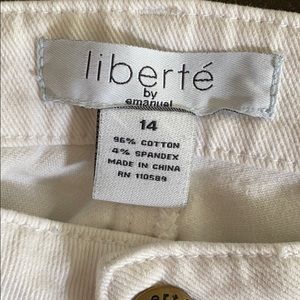 liberté
by
emanuel
14
96% COTTON
4% SPANDEX
MADE IN CHINA
RN 110589